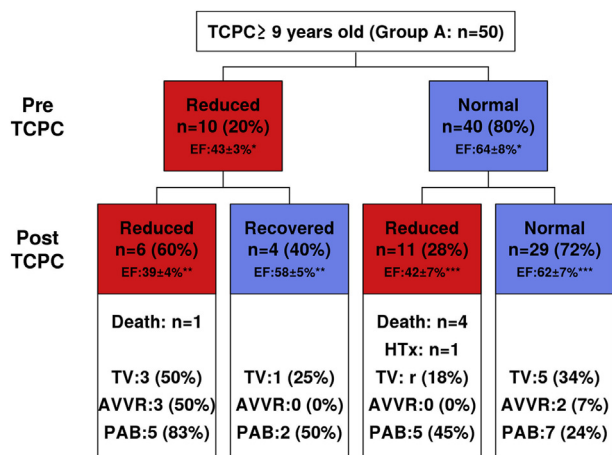 TCPC≥ 9 years old (Group A: n=50)
Pre
TCPC
Reduced
n=10 (20%)
EF:43±3%*
Normal
n=40 (80%)
EF:64±8%*
Post
TCPC
Reduced
n=6 (60%)
EF:39±4%**
Recovered
n=4 (40%)
EF:58±5%**
Reduced
n=11 (28%)
EF:42±7%***
Normal
n=29 (72%)
EF:62±7%***
Death: n=1
TV:3 (50%)
AVVR:3 (50%)
PAB:5 (83%)
TV:1 (25%)
AVVR:0 (0%)
PAB:2 (50%)
Death: n=4
HTx: n=1
TV: r (18%)
AVVR:0 (0%)
PAB:5 (45%)
TV:5 (34%)
AVVR:2 (7%)
PAB:7 (24%)